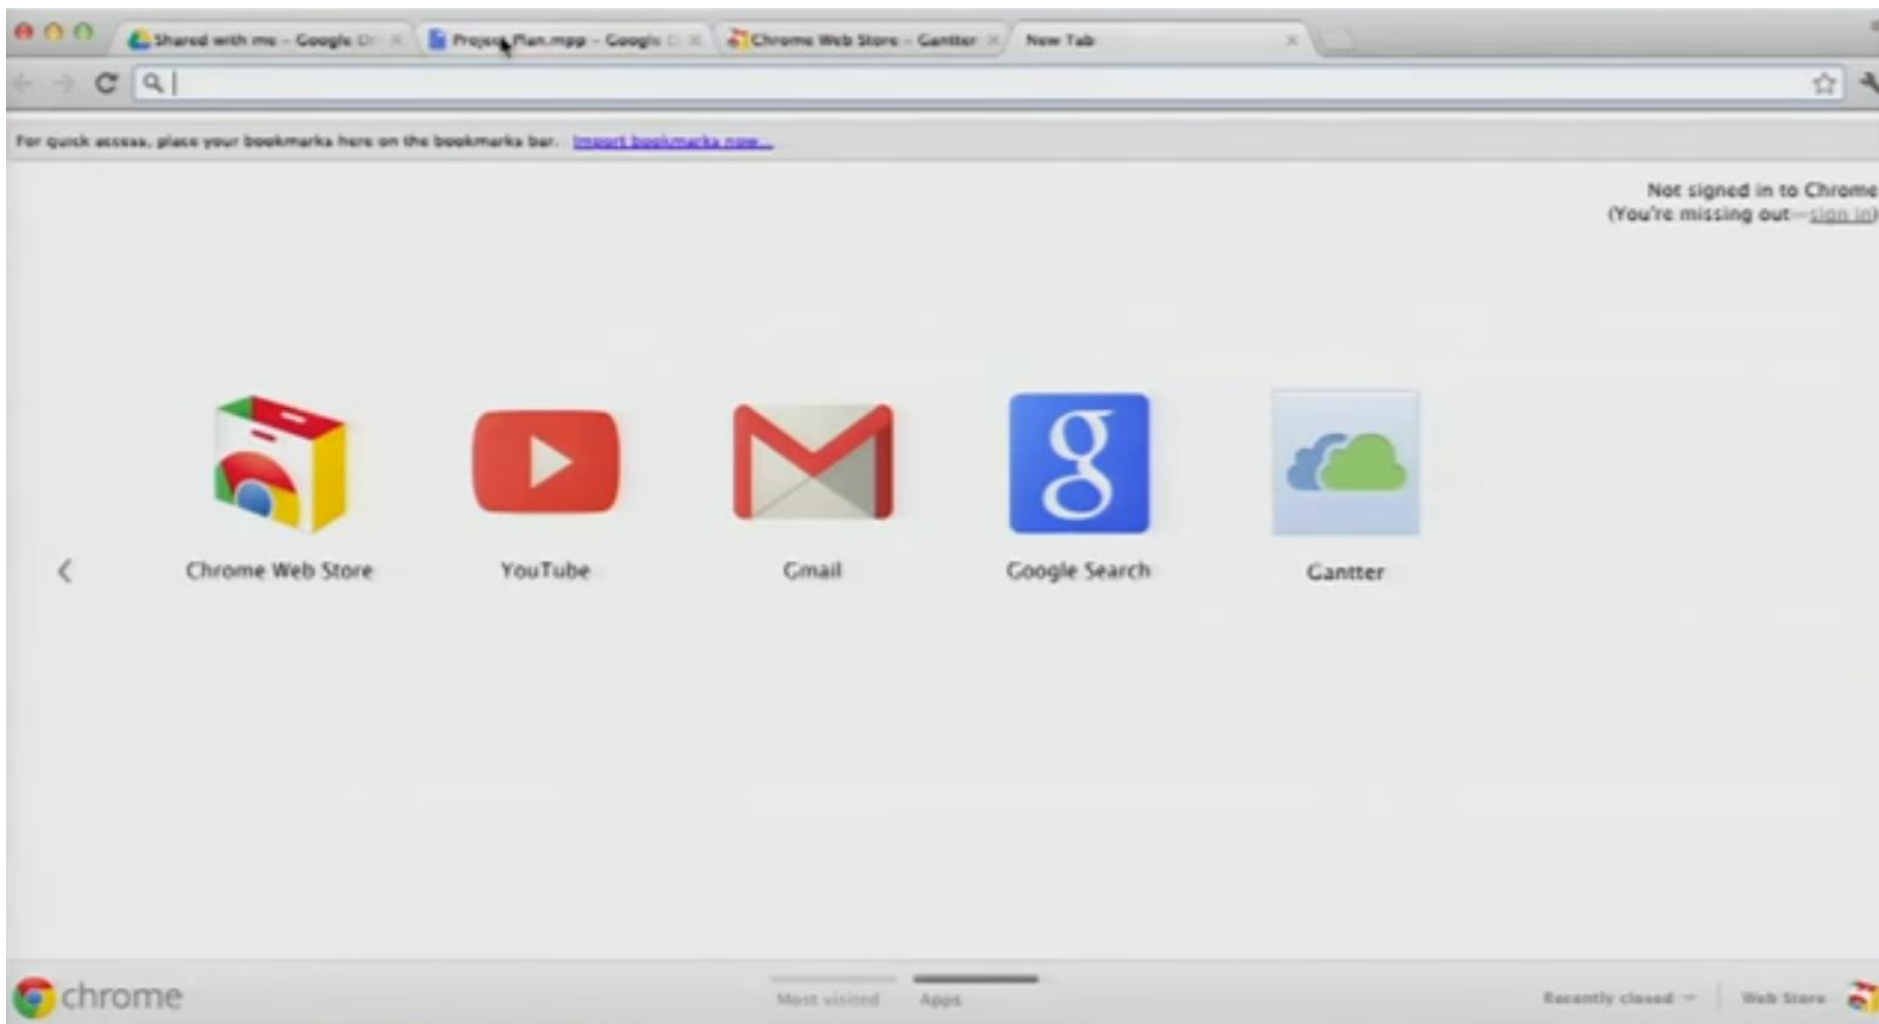 Shared with me - Google Dr
Project Plan.mpp - Google D
Chrome Web Store - Gantter
New Tab
For quick access, place your bookmarks here on the bookmarks bar. Import bookmarks now...
Not signed in to Chrome
(You're missing out—sign in)
Chrome Web Store
YouTube
Gmail
Google Search
Gantter
chrome
Most visited
Apps
Recently closed
Web Store